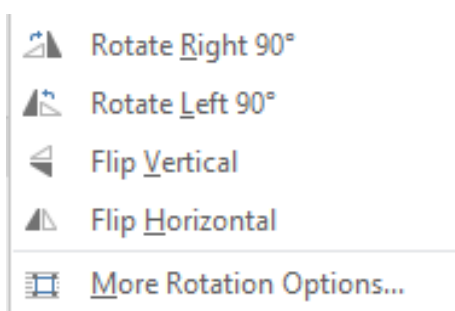 Rotate Right 90°
Rotate Left 90°
Flip Vertical
Flip Horizontal
More Rotation Options...